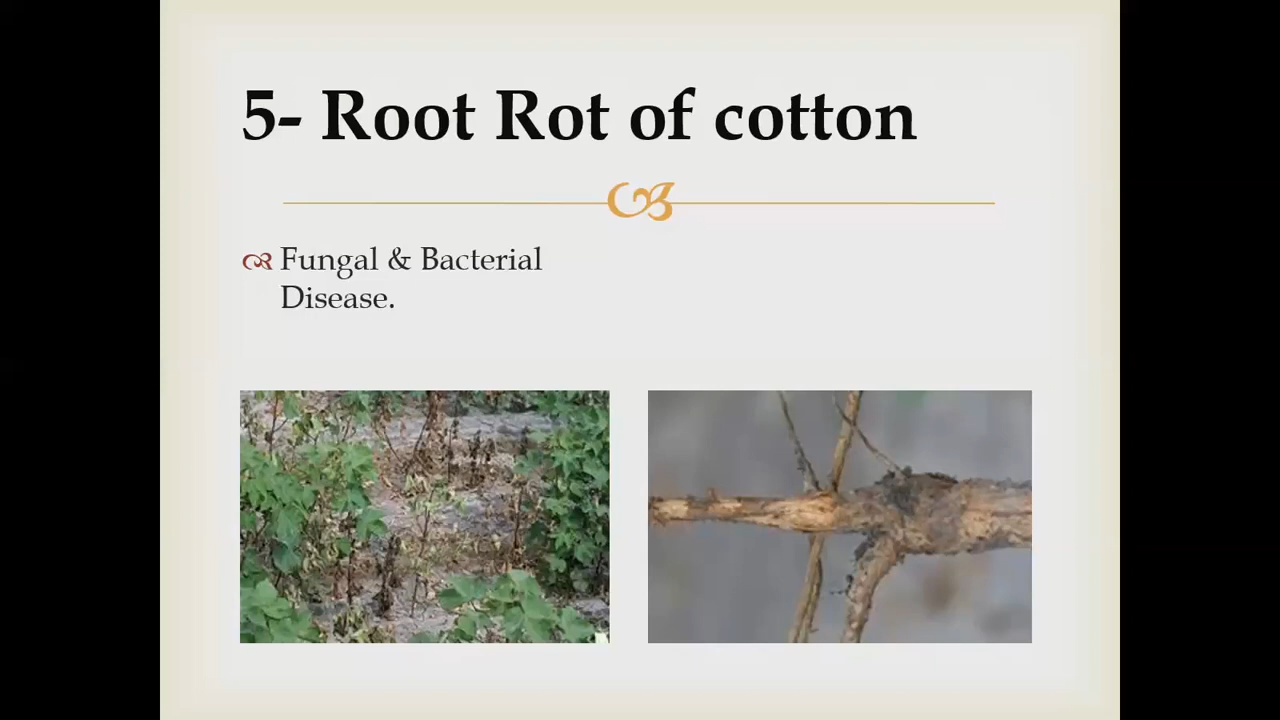 5- Root Rot of cotton
Fungal & Bacterial
Disease.